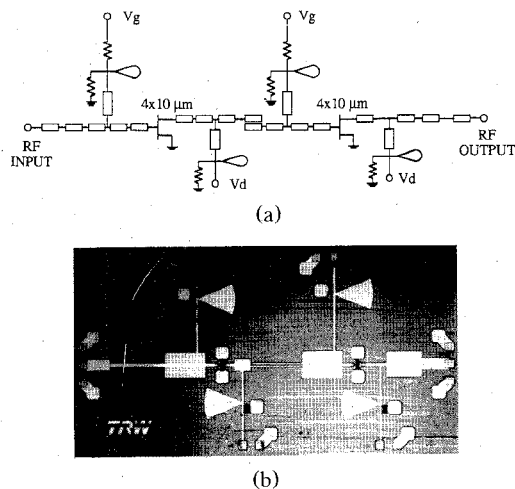 Vg
Vg
4x10 μm
4x10 μm
RF
INPUT
RF
OUTPUT
Vd
Vd
(a)
TRW
(b)